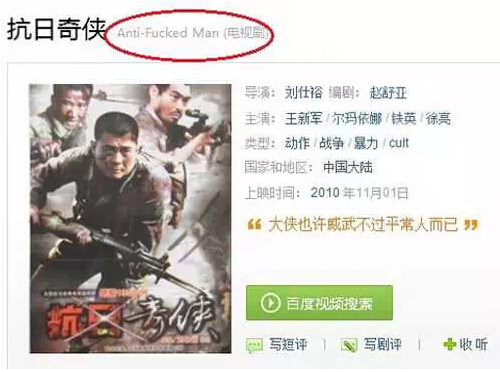 抗日奇侠 Anti-Fucked Man (电视剧)
导演： 刘仕裕 编剧： 赵舒亚
主演： 王新军 / 尔玛依娜 / 铁英 / 徐亮
类型： 动作 / 战争 / 暴力 / cult
国家和地区： 中国大陆
上映时间： 2010 年11月01日
“ 大侠也许威武不过平常人而已 ”
抗日奇侠
百度视频搜索
写短评 写剧评 收听